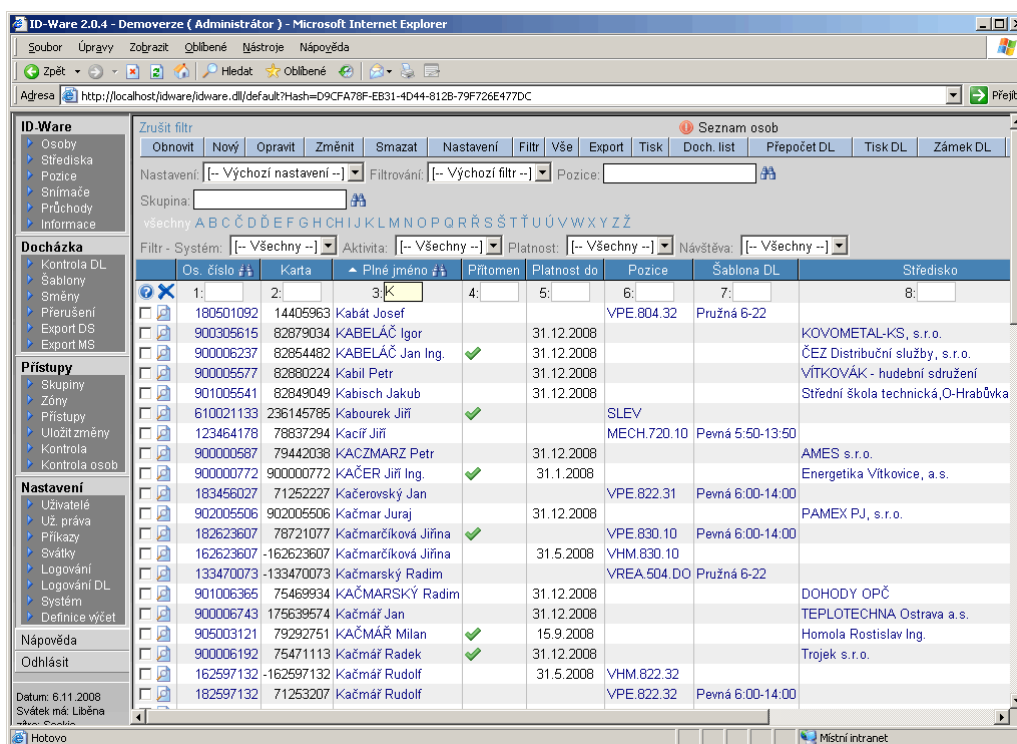 ID-Ware 2.0.4 - Demoverze ( Administrátor ) - Microsoft Internet Explorer
Soubor Úpravy Zobrazit Oblíbené Nástroje Nápověda
Zpět Hledat Oblíbené
Adresa http://localhost/idware/idware.dll/default?Hash=D9CFA78F-EB31-4D44-812B-79F726E477DC Přejít
ID-Ware
Osoby
Střediska
Pozice
Snímače
Průchody
Informace
Docházka
Kontrola DL
Šablony
Směny
Přerušení
Export DS
Export MS
Přístupy
Skupiny
Zóny
Přístupy
Uložit změny
Kontrola
Kontrola osob
Nastavení
Uživatelé
Už. práva
Příkazy
Svátky
Logování
Logování DL
Systém
Definice výčet
Nápověda
Odhlásit
Datum: 6.11.2008
Svátek má: Liběna
Zrušit filtr Seznam osob
Obnovit Nový Opravit Změnit Smazat Nastavení Filtr Vše Export Tisk Doch. list Přepočet DL Tisk DL Zámek DL
Nastavení: [-- Výchozí nastavení --] Filtrování: [-- Výchozí filtr --] Pozice:
Skupina:
všechny A B C Č D Ď E F G H CH I J K L M N O P Q R Ř S Š T Ť U Ú V W X Y Z Ž
Filtr - Systém: [-- Všechny --] Aktivita: [-- Všechny --] Platnost: [-- Všechny --] Návštěva: [-- Všechny --]
Os. číslo Karta Plné jméno Přítomen Platnost do Pozice Šablona DL Středisko
1: 2: 3: K 4: 5: 6: 7: 8:
180501092 14405963 Kabát Josef VPE.804.32 Pružná 6-22
900305615 82879034 KABELÁČ Igor 31.12.2008 KOVOMETAL-KS, s.r.o.
900006237 82854482 KABELÁČ Jan Ing. 31.12.2008 ČEZ Distribuční služby, s.r.o.
900005577 82880224 Kabil Petr 31.12.2008 VÍTKOVÁK - hudební sdružení
901005541 82849049 Kabisch Jakub 31.12.2008 Střední škola technická,O-Hrabůvka
610021133 236145785 Kabourek Jiří SLEV
123464178 78837294 Kacíř Jiří MECH.720.10 Pevná 5:50-13:50
900000587 79442038 KACZMARZ Petr 31.12.2008 AMES s.r.o.
900000772 900000772 KAČER Jiří Ing. 31.1.2008 Energetika Vítkovice, a.s.
183456027 71252227 Kačerovský Jan VPE.822.31 Pevná 6:00-14:00
902005506 902005506 Kačmar Juraj 31.12.2008 PAMEX PJ, s.r.o.
182623607 78721077 Kačmarčíková Jiřina VPE.830.10 Pevná 6:00-14:00
162623607 -162623607 Kačmarčíková Jiřina 31.5.2008 VHM.830.10
133470073 -133470073 Kačmarský Radim VREA.504.DO Pružná 6-22
901006365 75469934 KAČMARSKÝ Radim 31.12.2008 DOHODY OPČ
900006743 175639574 Kačmář Jan 31.12.2008 TEPLOTECHNA Ostrava a.s.
905003121 79292751 KAČMÁŘ Milan 15.9.2008 Homola Rostislav Ing.
900006192 75471113 Kačmář Radek 31.12.2008 Trojek s.r.o.
162597132 -162597132 Kačmář Rudolf 31.5.2008 VHM.822.32
182597132 71253207 Kačmář Rudolf VPE.822.32 Pevná 6:00-14:00
Hotovo Místní intranet